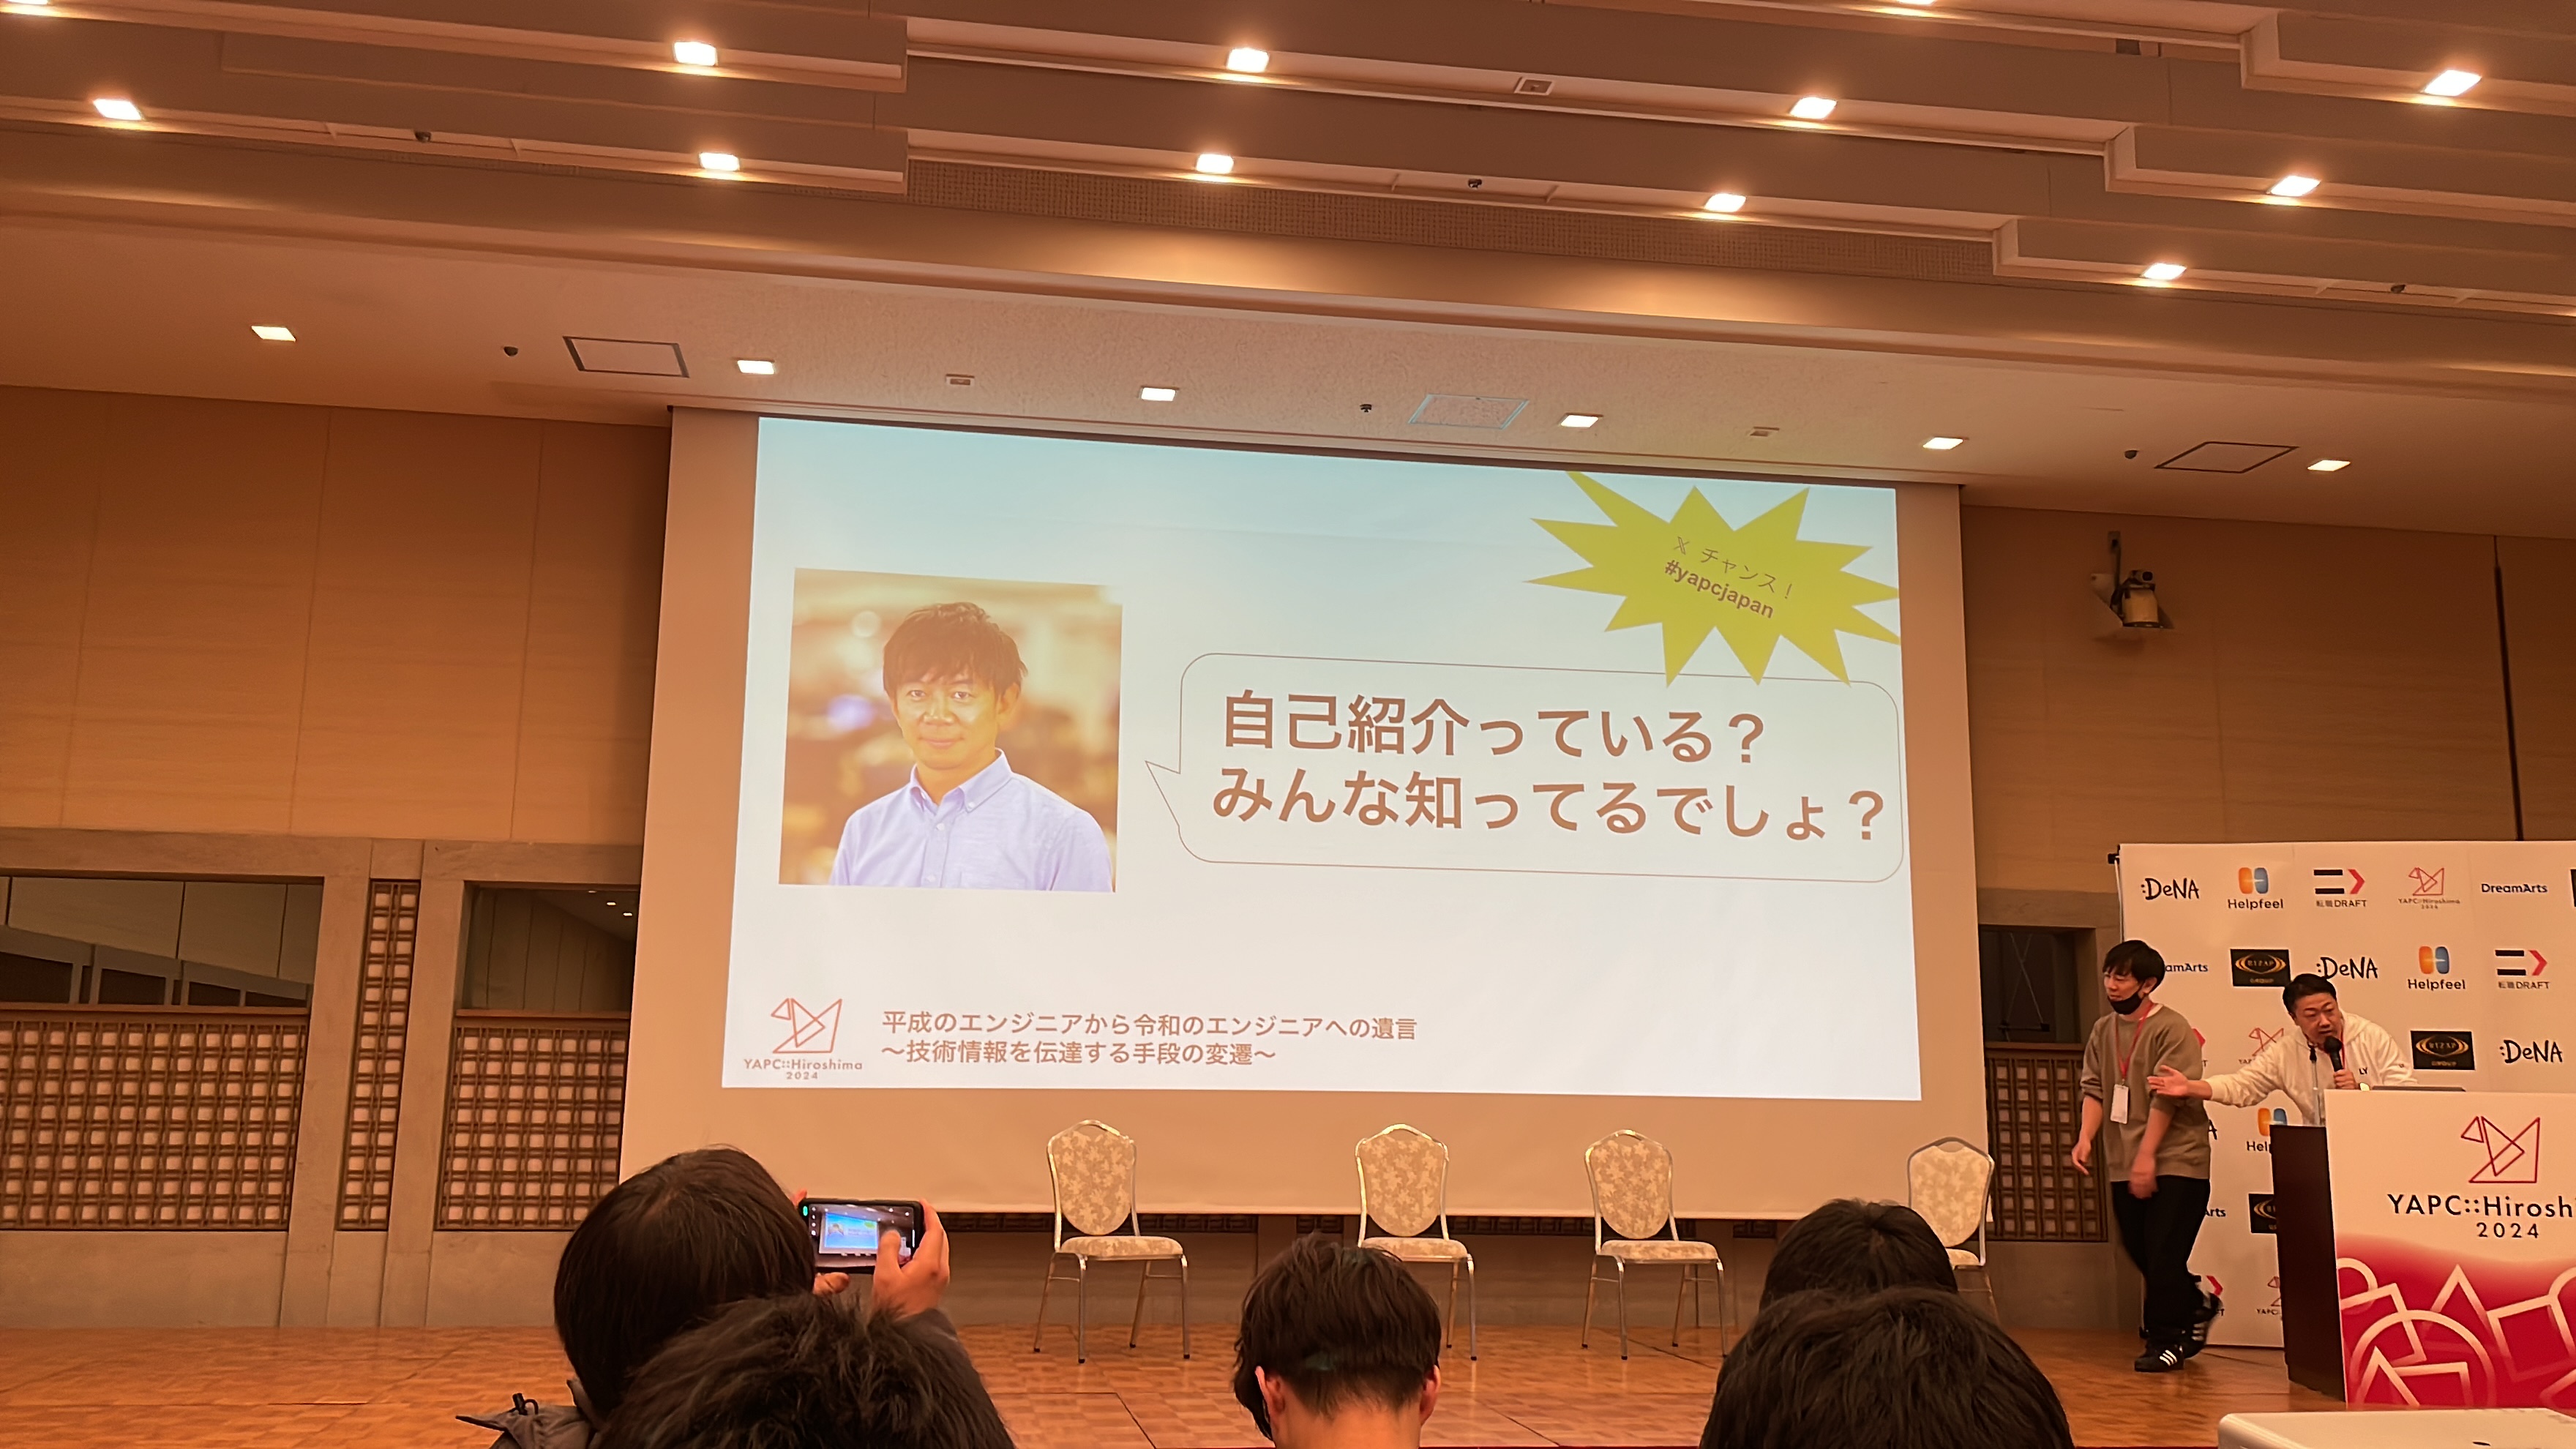 𝕏 チャンス！
#yapcjapan
自己紹介っている？
みんな知ってるでしょ？
YAPC::Hiroshima
2024
平成のエンジニアから令和のエンジニアへの遺言
〜技術情報を伝達する手段の変遷〜
DeNA
Helpfeel
転職DRAFT
YAPC::Hiroshima
2024
DreamArts
amArts
RIZAP
DeNA
Helpfeel
転職DRAFT
LY
RIZAP
DeNA
Hel
YAPC::Hirosh
2024